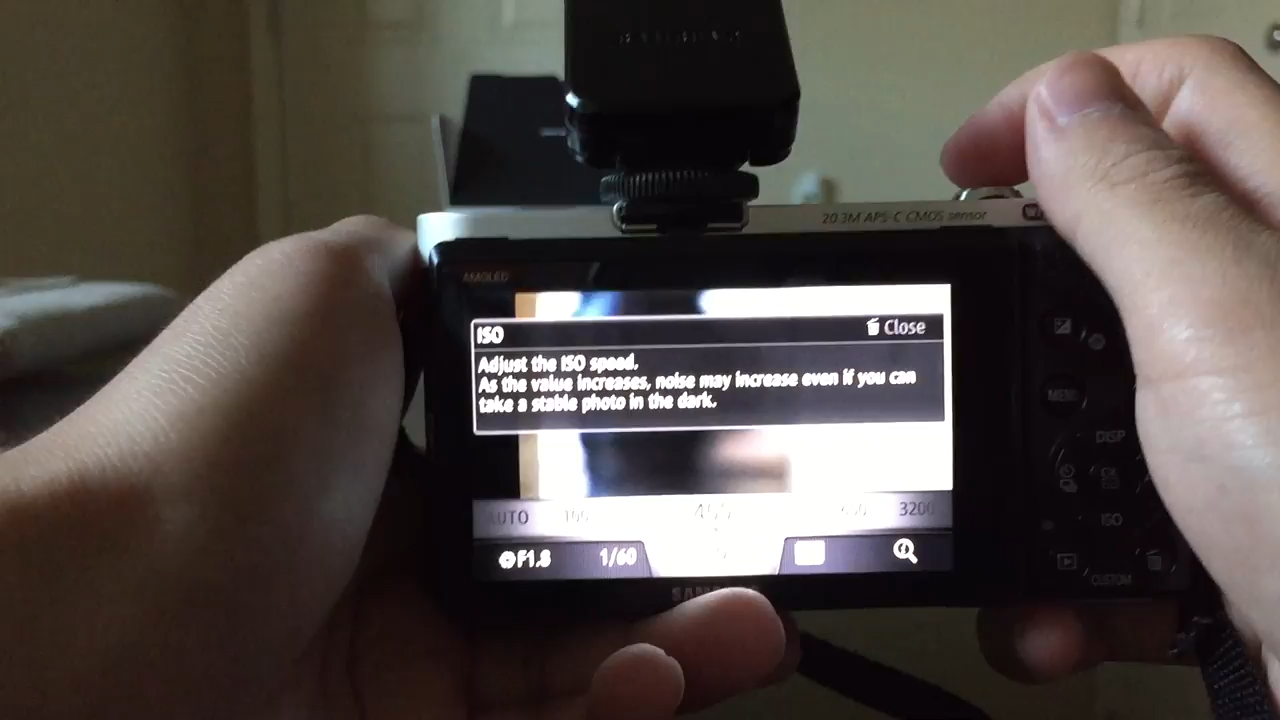 20.3M APS-C CMOS sensor
AMOLED
ISO
Close
Adjust the ISO speed.
As the value increases, noise may increase even if you can
take a stable photo in the dark.
AUTO
3200
F1.8
1/60
MENU
DISP
ISO
CUSTOM
SAMSUNG